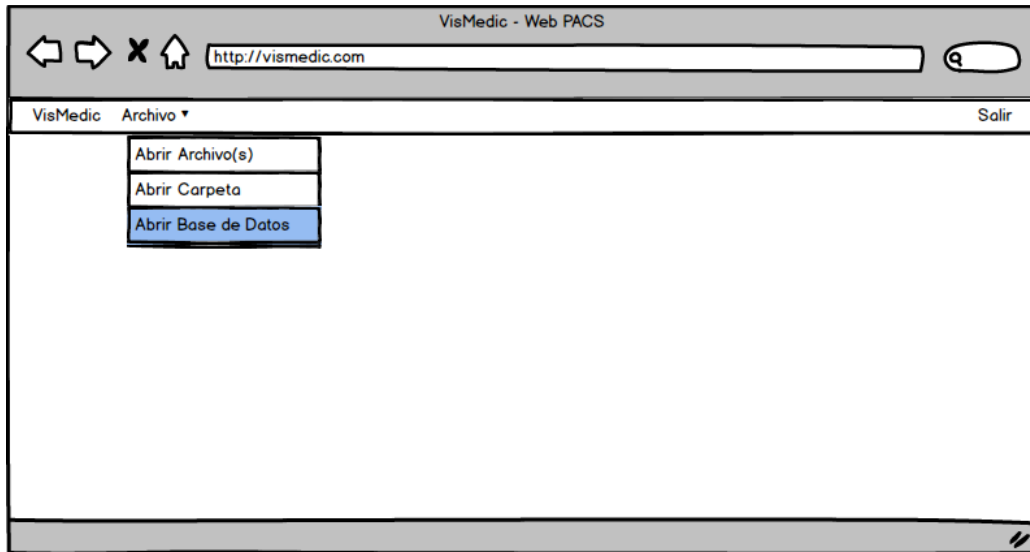 VisMedic - Web PACS
http://vismedic.com
VisMedic Archivo ▾ Salir
Abrir Archivo(s)
Abrir Carpeta
Abrir Base de Datos